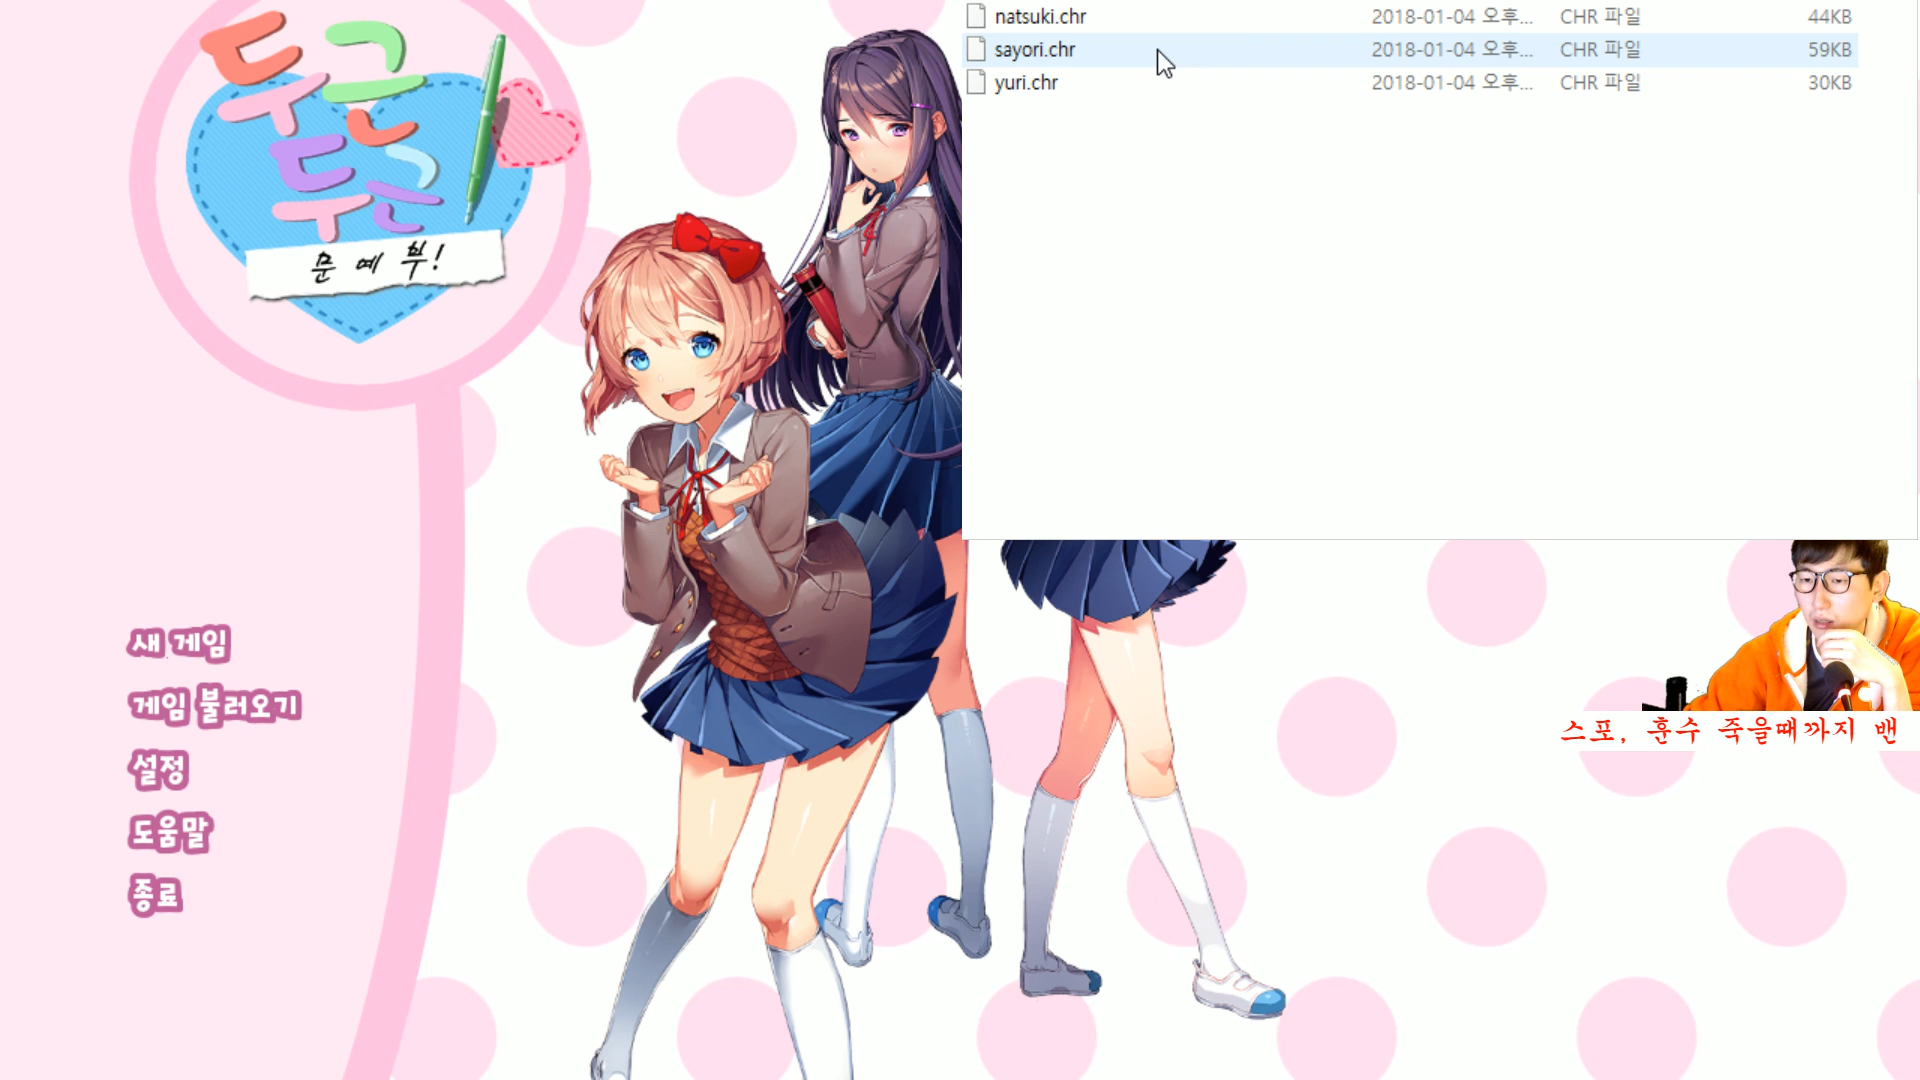 두근
두근
문예부!
새 게임
게임 불러오기
설정
도움말
종료
natsuki.chr 2018-01-04 오후... CHR 파일 44KB
sayori.chr 2018-01-04 오후... CHR 파일 59KB
yuri.chr 2018-01-04 오후... CHR 파일 30KB
스포, 훈수 죽을때까지 밴